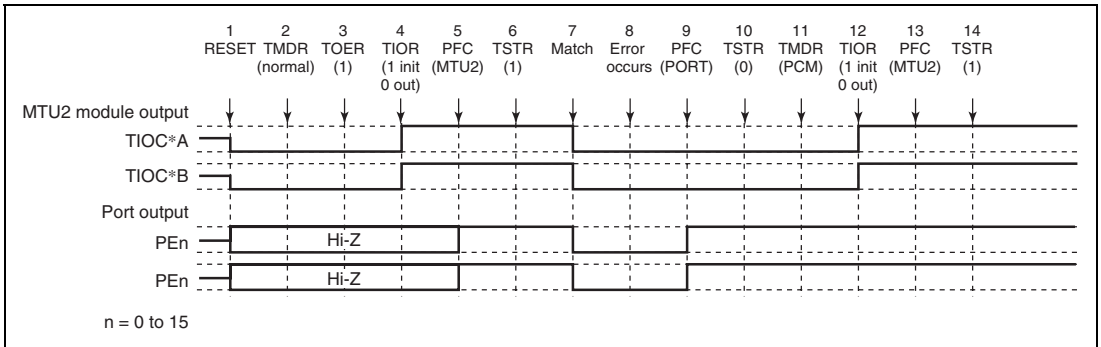 1 2 3 4 5 6 7 8 9 10 11 12 13 14
RESET TMDR TOER TIOR PFC TSTR Match Error PFC TSTR TMDR TIOR PFC TSTR
(normal) (1) (1 init (MTU2) (1) occurs (PORT) (0) (PCM) (1 init (MTU2) (1)
0 out) 0 out)
MTU2 module output
TIOC*A
TIOC*B
Port output
PEn Hi-Z
PEn Hi-Z
n = 0 to 15